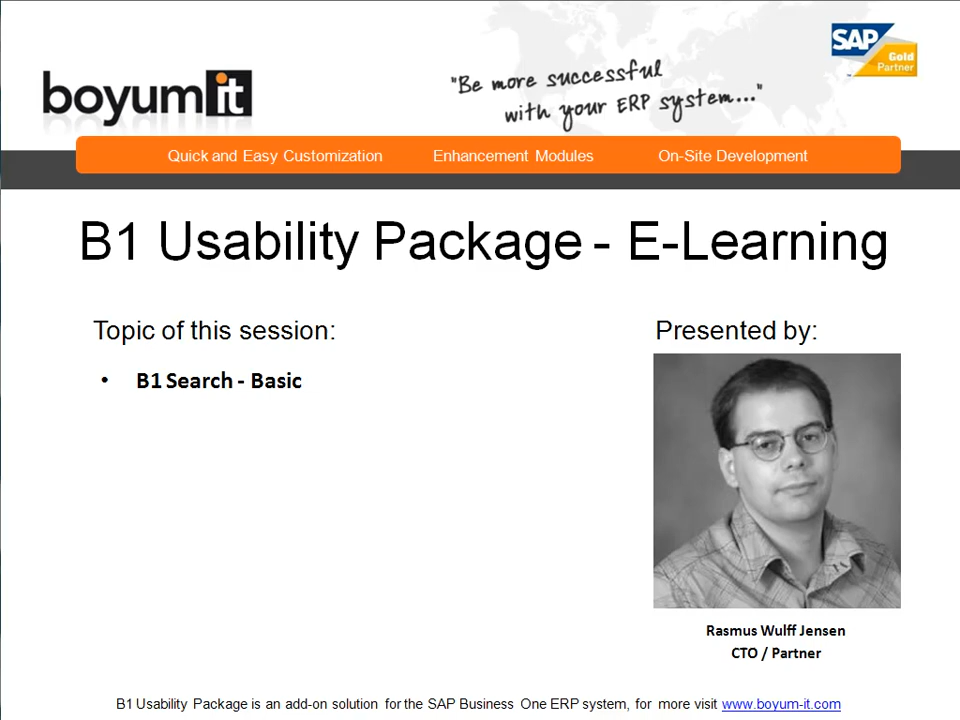 boyum it
"Be more successful
with your ERP system..."
SAP
Gold
Partner
Quick and Easy Customization Enhancement Modules On-Site Development
B1 Usability Package - E-Learning
Topic of this session:
• B1 Search - Basic
Presented by:
Rasmus Wulff Jensen
CTO / Partner
B1 Usability Package is an add-on solution for the SAP Business One ERP system, for more visit www.boyum-it.com